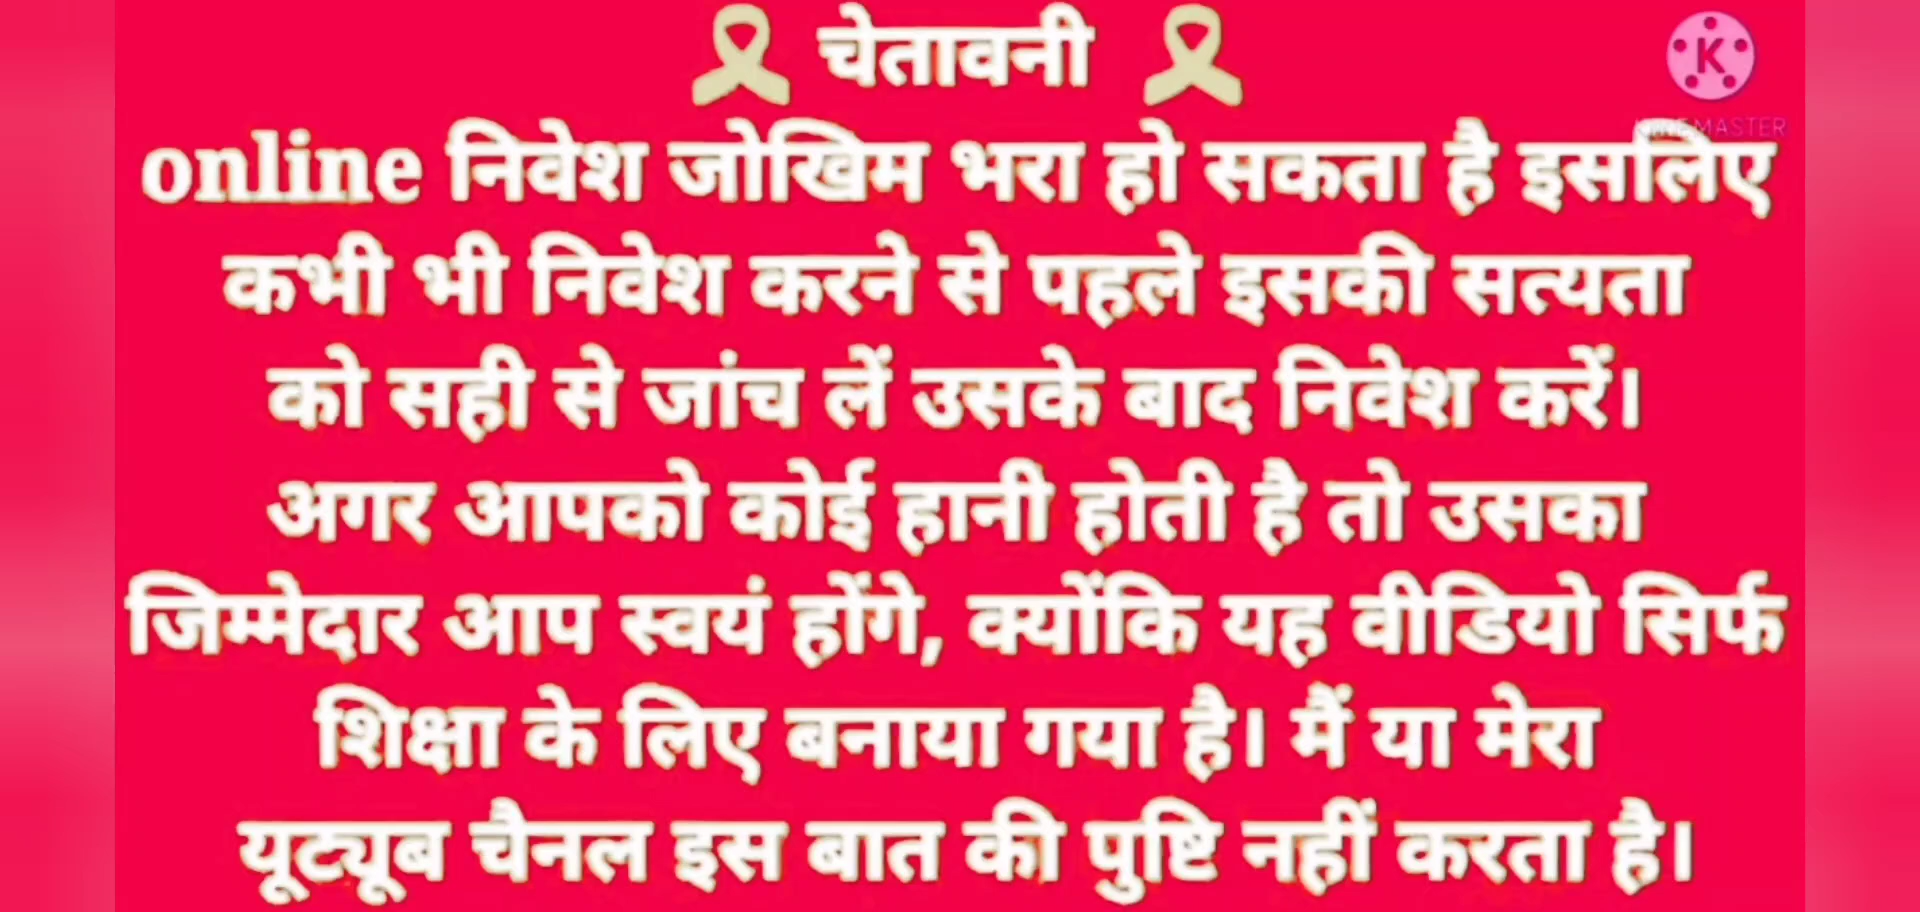 🎗 चेतावनी 🎗
KINEMASTER
online निवेश जोखिम भरा हो सकता है इसलिए
कभी भी निवेश करने से पहले इसकी सत्यता
को सही से जांच लें उसके बाद निवेश करें।
अगर आपको कोई हानी होती है तो उसका
जिम्मेदार आप स्वयं होंगे, क्योंकि यह वीडियो सिर्फ
शिक्षा के लिए बनाया गया है। मैं या मेरा
यूट्यूब चैनल इस बात की पुष्टि नहीं करता है।